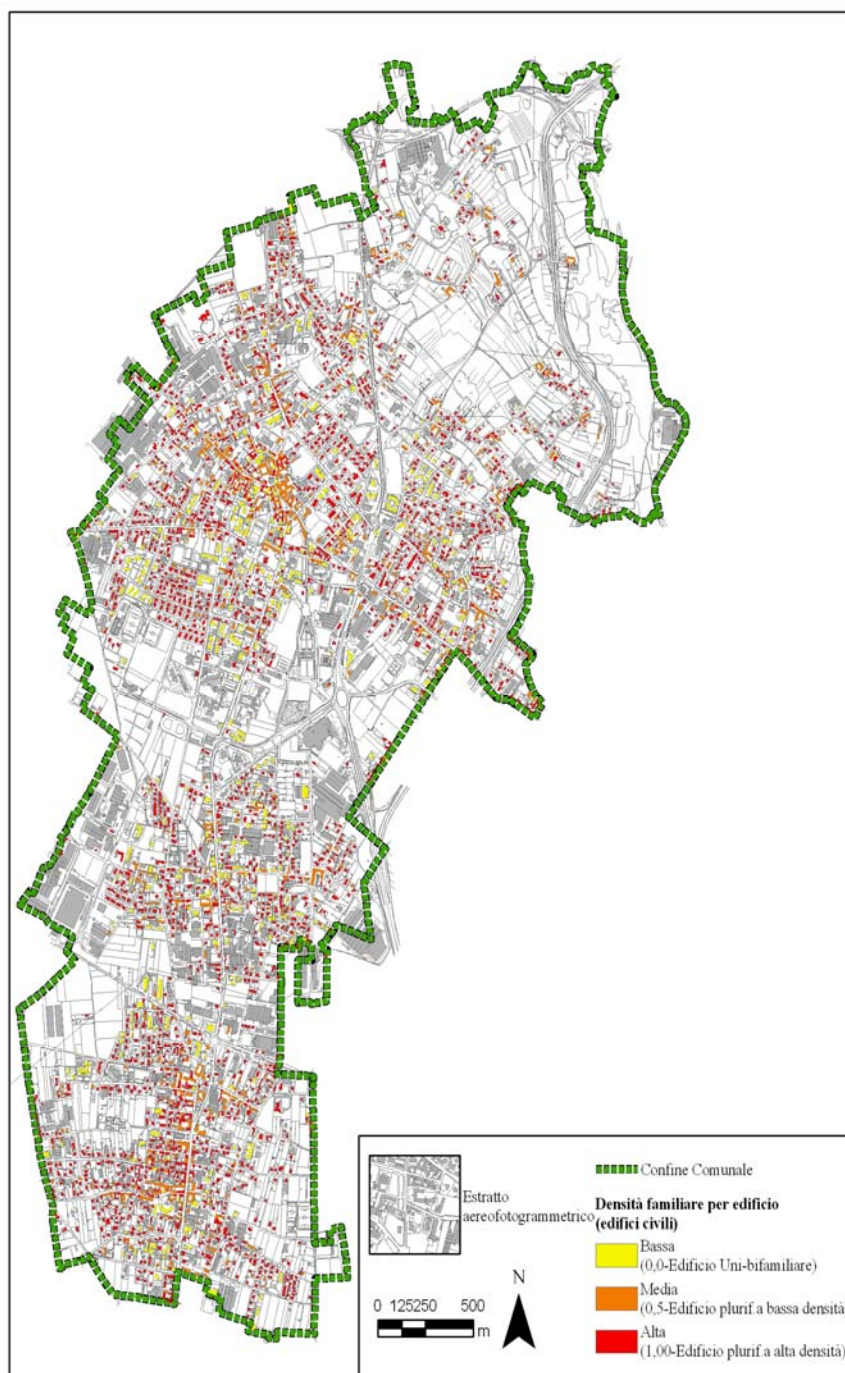 Estratto
aereofotogrammetrico
Confine Comunale
Densità familiare per edificio
(edifici civili)
Bassa
(0,0-Edificio Uni-bifamiliare)
Media
(0,5-Edificio plurif.a bassa densità
Alta
(1,00-Edificio plurif.a alta densità)
0 125250 500
m
N